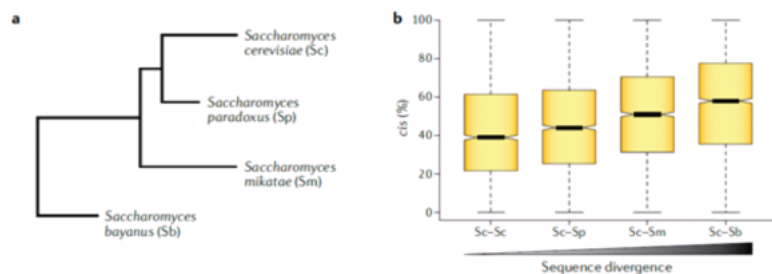 a
Saccharomyces
cerevisiae (Sc)
Saccharomyces
paradoxus (Sp)
Saccharomyces
mikatae (Sm)
Saccharomyces
bayanus (Sb)
b
cis (%)
100
80
60
40
20
0
Sc–Sc Sc–Sp Sc–Sm Sc–Sb
Sequence divergence